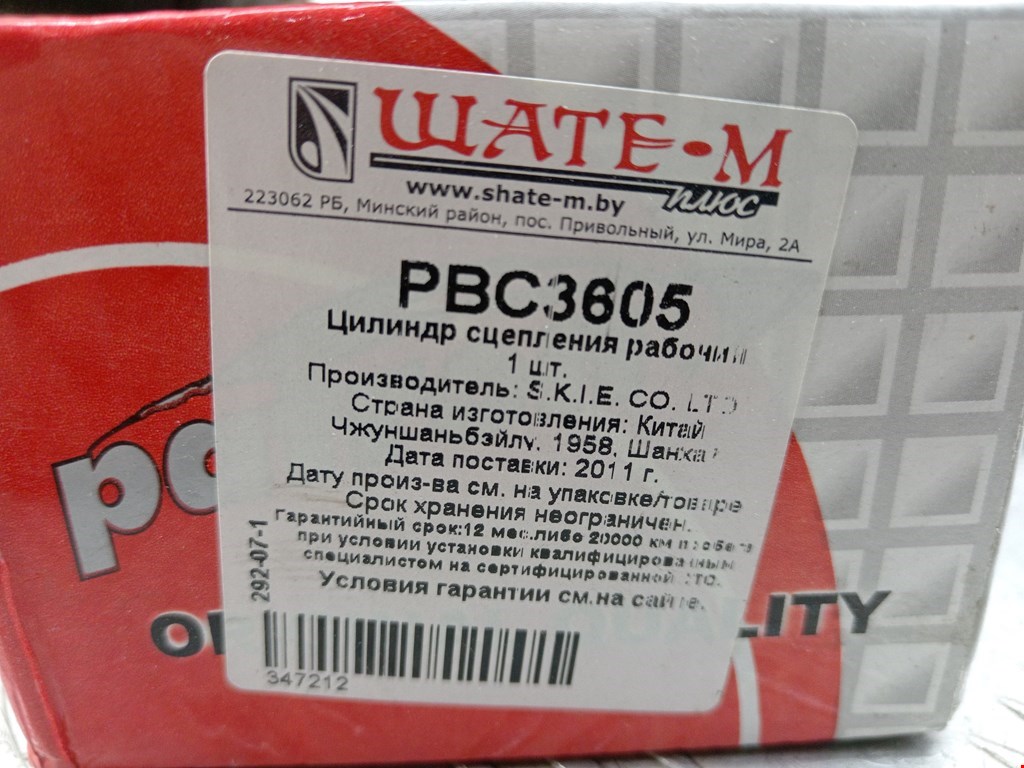 ШАТЕ-М
плюс
www.shate-m.by
223062 РБ, Минский район, пос. Привольный, ул. Мира, 2А
PBC3605
Цилиндр сцепления рабочий
1 шт.
Производитель: S.K.I.E. CO. LTD
Страна изготовления: Китай
Чжуншаньбэйлу, 1958, Шанхай
Дата поставки: 2011 г.
Дату произ-ва см. на упаковке/товаре
Срок хранения неограничен.
Гарантийный срок:12 мес.либо 20000 км пробега
при условии установки квалифицированным
специалистом на сертифицированной СТО.
Условия гарантии см.на сайте.
292-07-1
347212